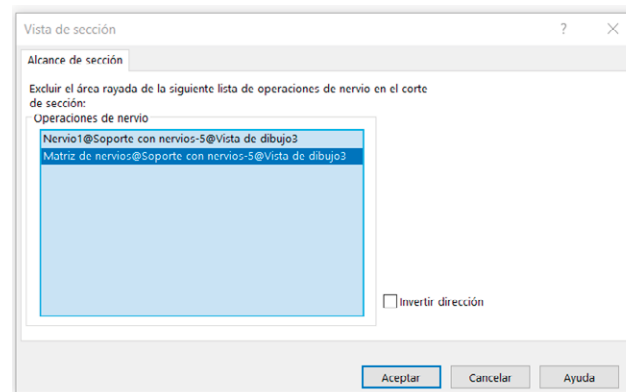 Vista de sección ? ×
Alcance de sección
Excluir el área rayada de la siguiente lista de operaciones de nervio en el corte
de sección:
Operaciones de nervio
Nervio1@Soporte con nervios-5@Vista de dibujo3
Matriz de nervios@Soporte con nervios-5@Vista de dibujo3
Invertir dirección
Aceptar Cancelar Ayuda